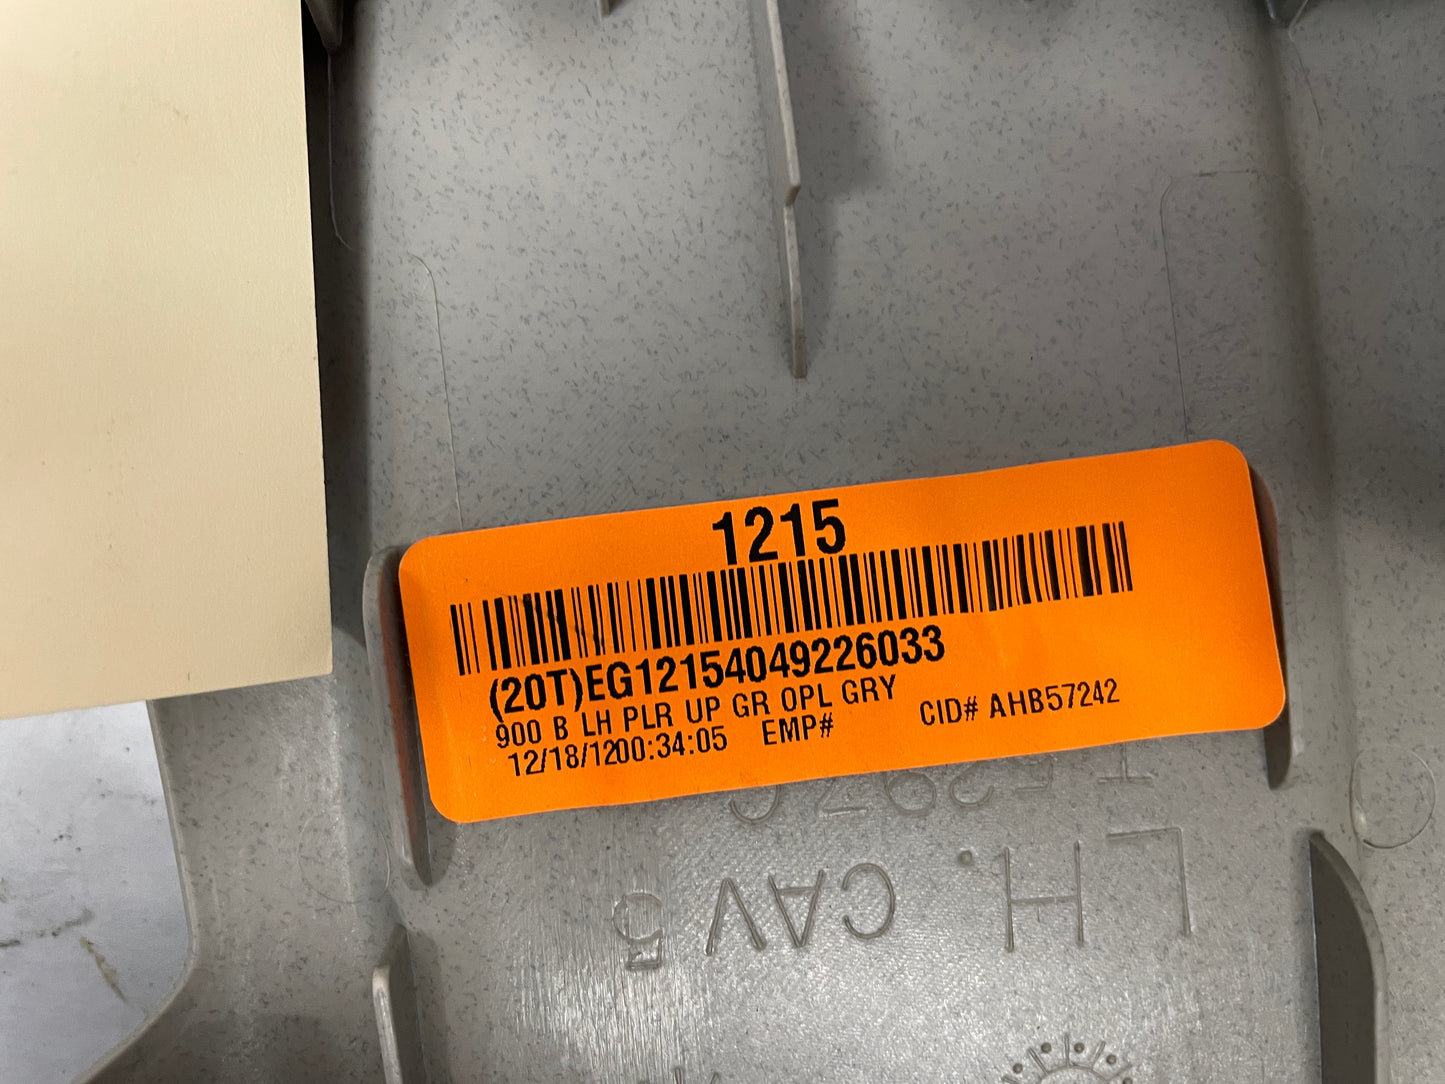 1215
(20T)EG12154049226033
900 B LH PLR UP GR OPL GRY
12/18/1200:34:05 EMP# CID# AHB57242
T5297C
LH. CAV 5